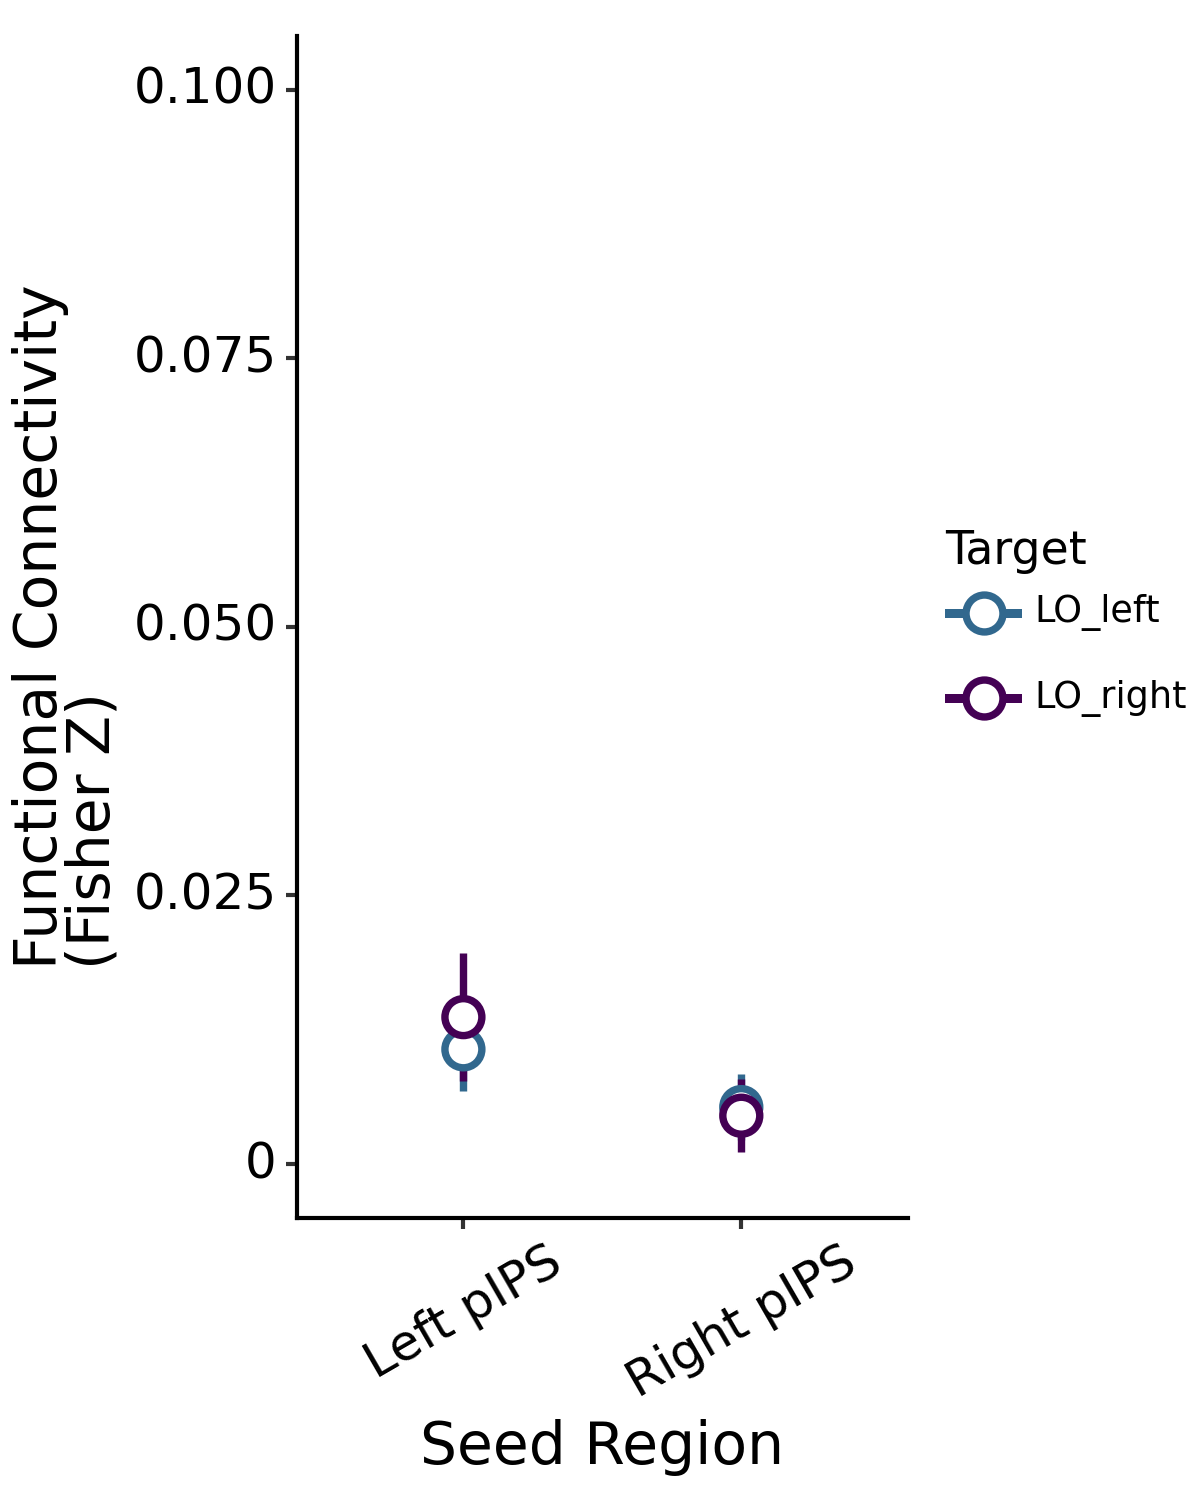 Functional Connectivity
(Fisher Z)
0.100
0.075
0.050
0.025
0
Left pIPS
Right pIPS
Seed Region
Target
LO_left
LO_right